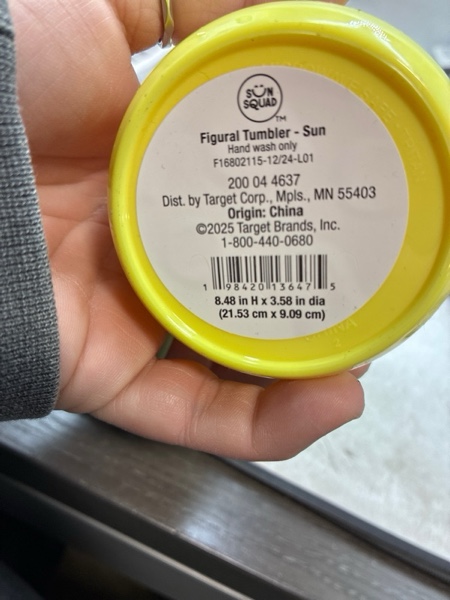 SUN
SQUAD
TM
Figural Tumbler - Sun
Hand wash only
F16802115-12/24-L01
200 04 4637
Dist. by Target Corp., Mpls., MN 55403
Origin: China
©2025 Target Brands, Inc.
1-800-440-0680
1 98420 13647 5
8.48 in H x 3.58 in dia
(21.53 cm x 9.09 cm)